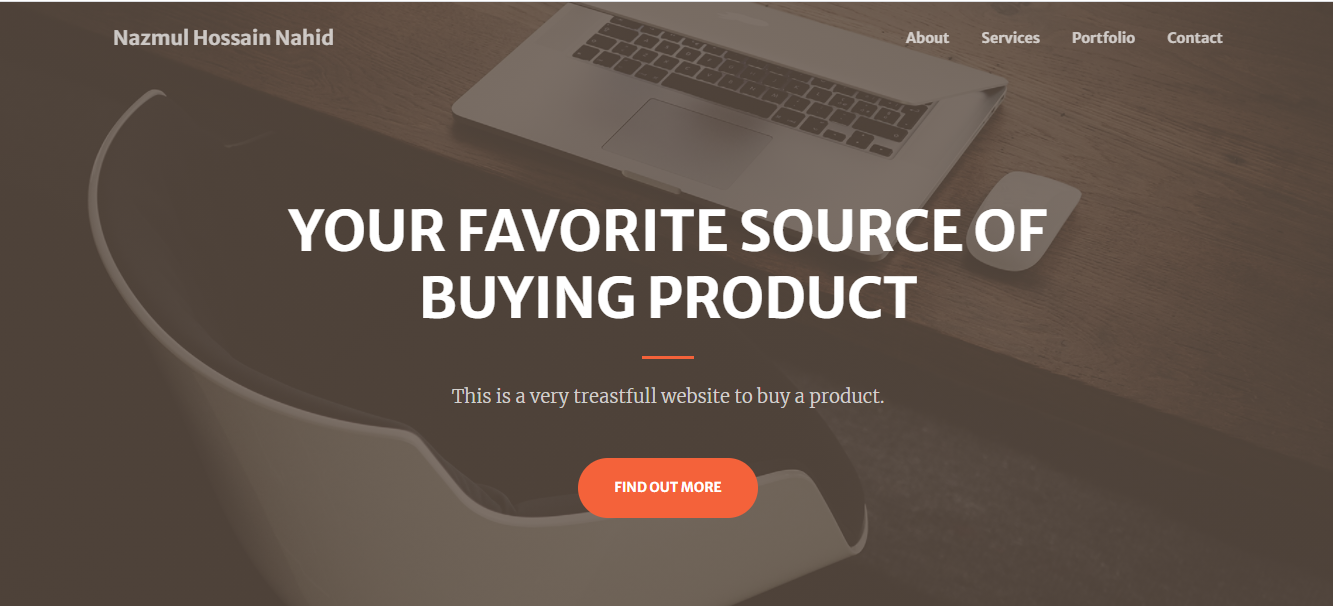 Nazmul Hossain Nahid
About Services Portfolio Contact
YOUR FAVORITE SOURCE OF
BUYING PRODUCT
This is a very treastfull website to buy a product.
FIND OUT MORE